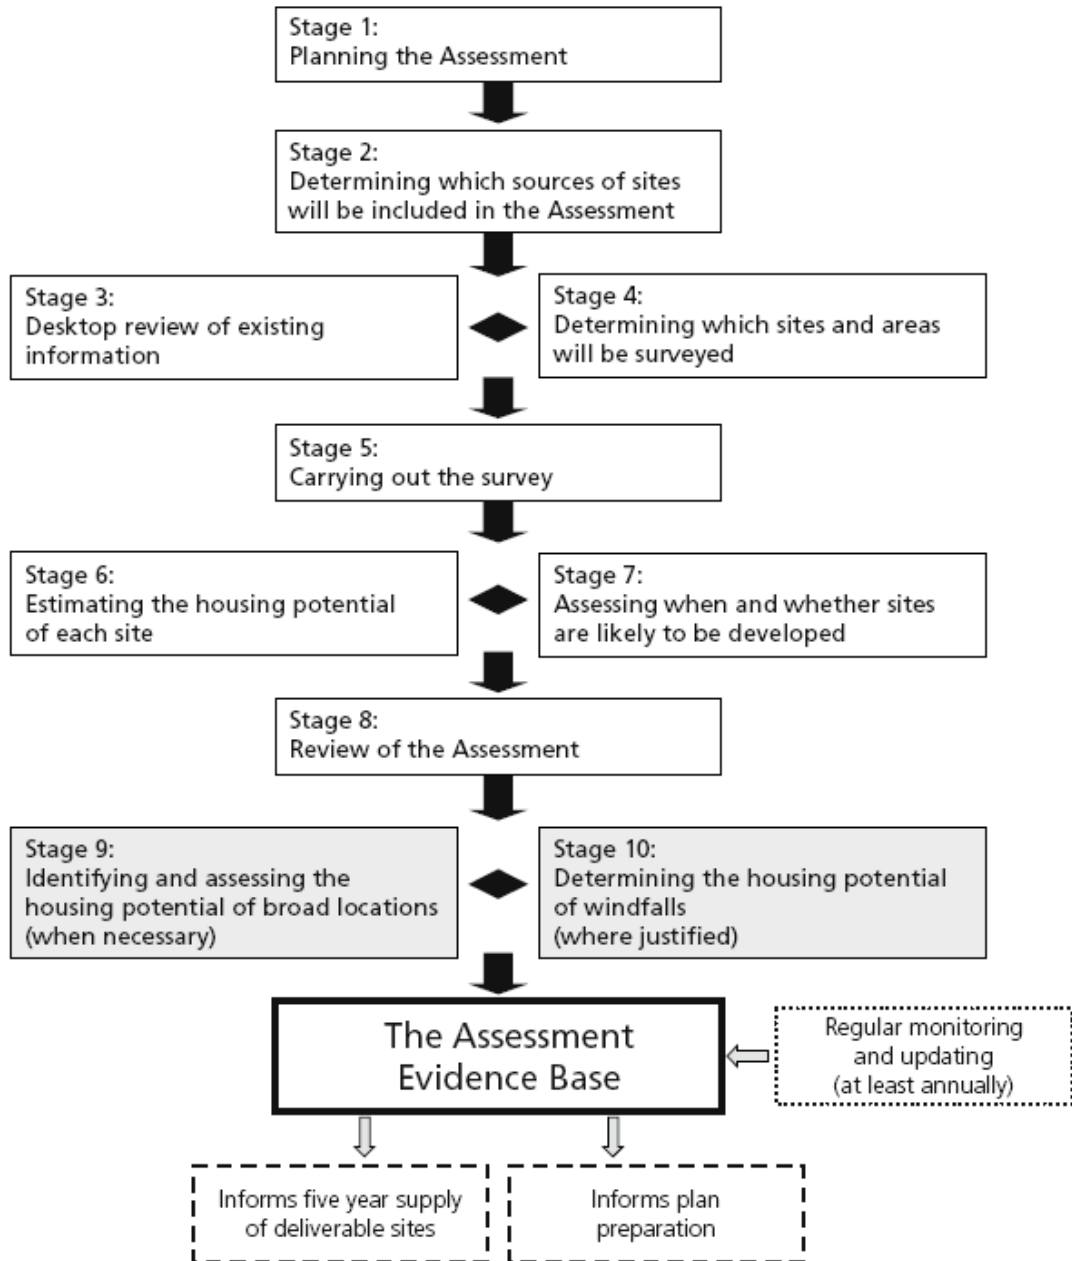 Stage 1:
Planning the Assessment
Stage 2:
Determining which sources of sites
will be included in the Assessment
Stage 3:
Desktop review of existing
information
Stage 4:
Determining which sites and areas
will be surveyed
Stage 5:
Carrying out the survey
Stage 6:
Estimating the housing potential
of each site
Stage 7:
Assessing when and whether sites
are likely to be developed
Stage 8:
Review of the Assessment
Stage 9:
Identifying and assessing the
housing potential of broad locations
(when necessary)
Stage 10:
Determining the housing potential
of windfalls
(where justified)
The Assessment
Evidence Base
Regular monitoring
and updating
(at least annually)
Informs five year supply
of deliverable sites
Informs plan
preparation